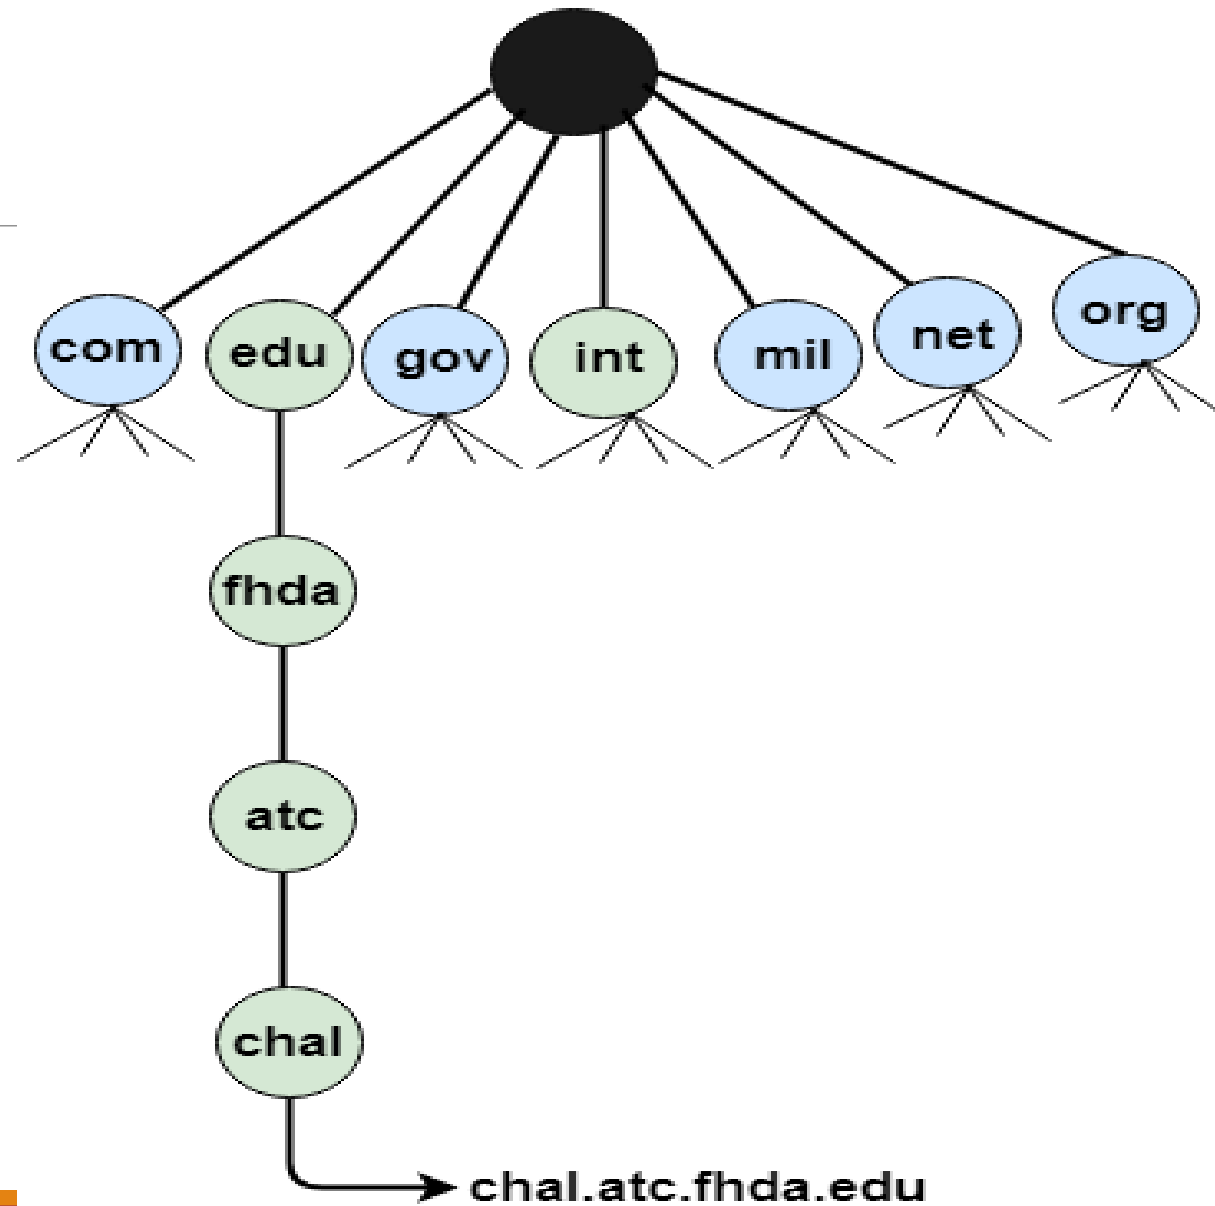 com
edu
gov
int
mil
net
org
fhda
atc
chal
chal.atc.fhda.edu